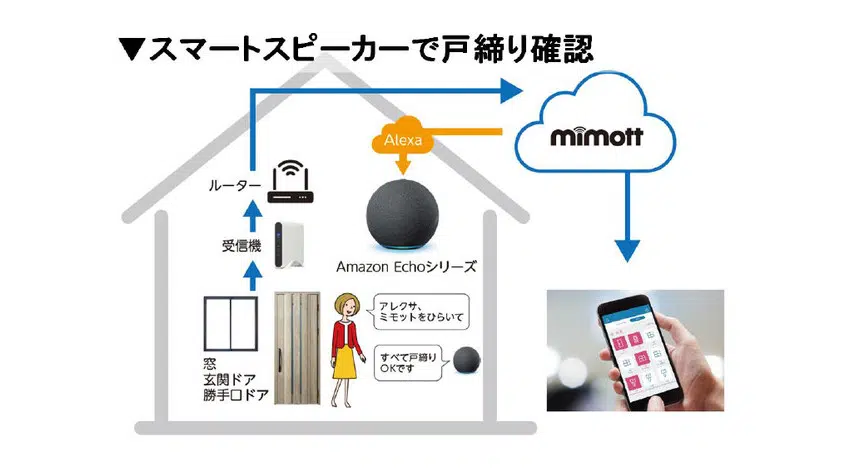 ▼スマートスピーカーで戸締り確認
mimott
Alexa
ルーター
受信機
Amazon Echoシリーズ
アレクサ、
ミモットをひらいて
すべて戸締り
OKです
窓
玄関ドア
勝手口ドア